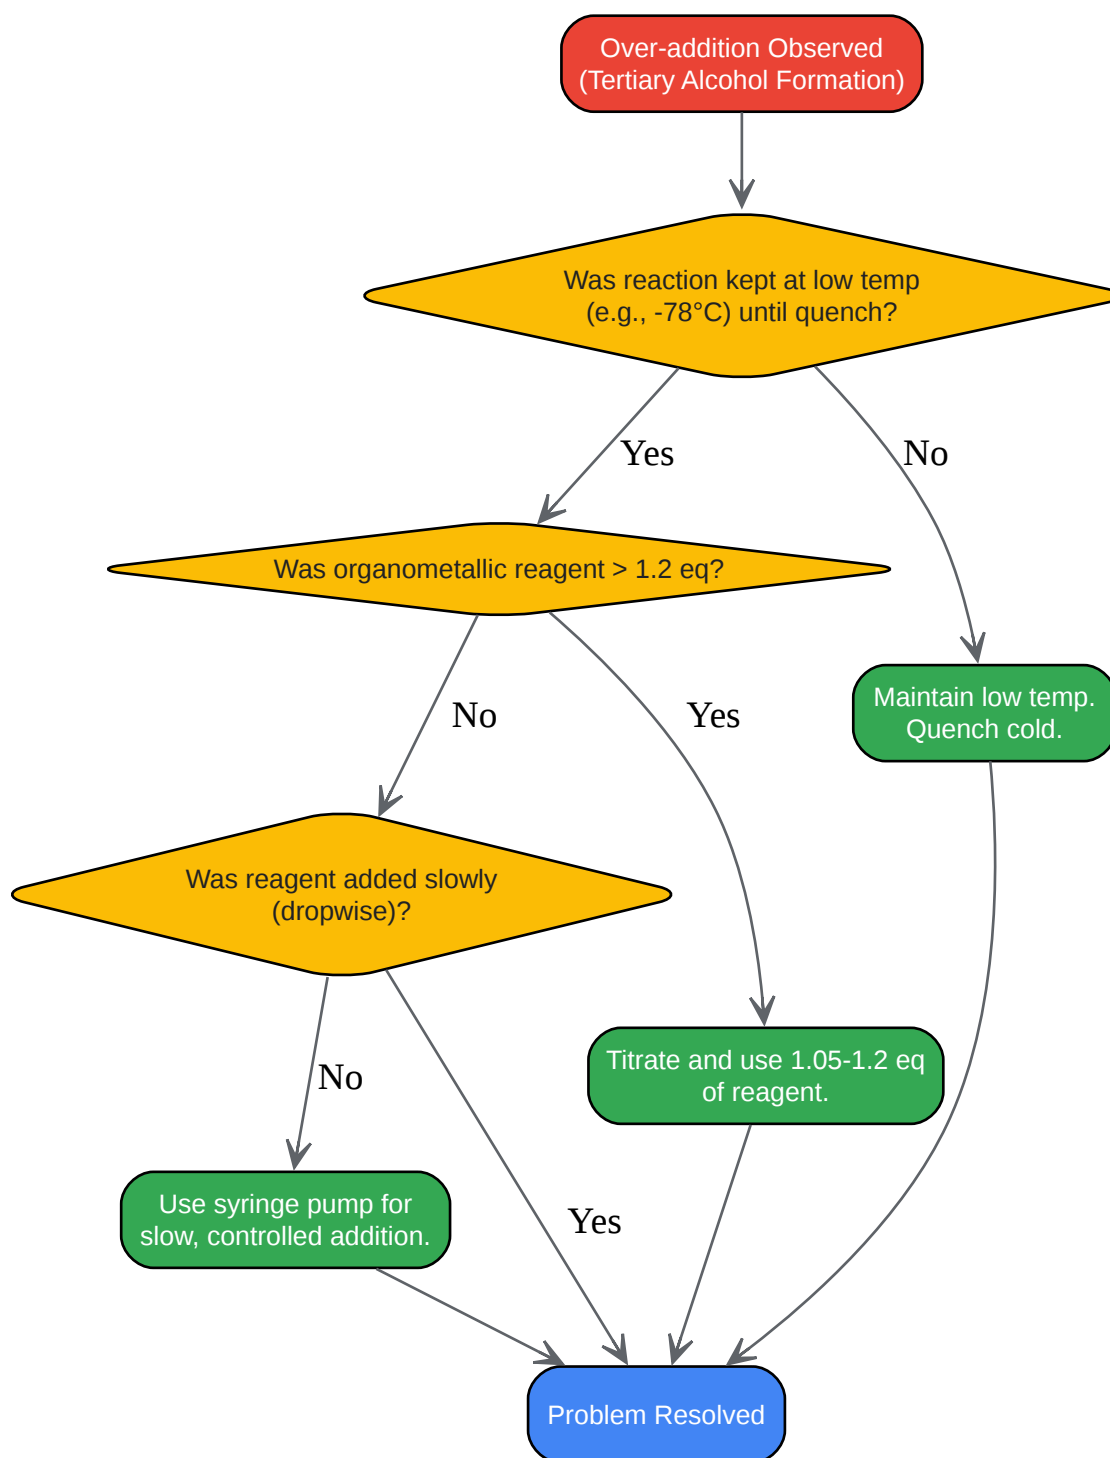 Over-addition Observed
(Tertiary Alcohol Formation)
Was reaction kept at low temp
(e.g., -78°C) until quench?
Yes
No
Was organometallic reagent > 1.2 eq?
Maintain low temp.
Quench cold.
No
Yes
Was reagent added slowly
(dropwise)?
Titrate and use 1.05-1.2 eq
of reagent.
No
Use syringe pump for
slow, controlled addition.
Yes
Problem Resolved